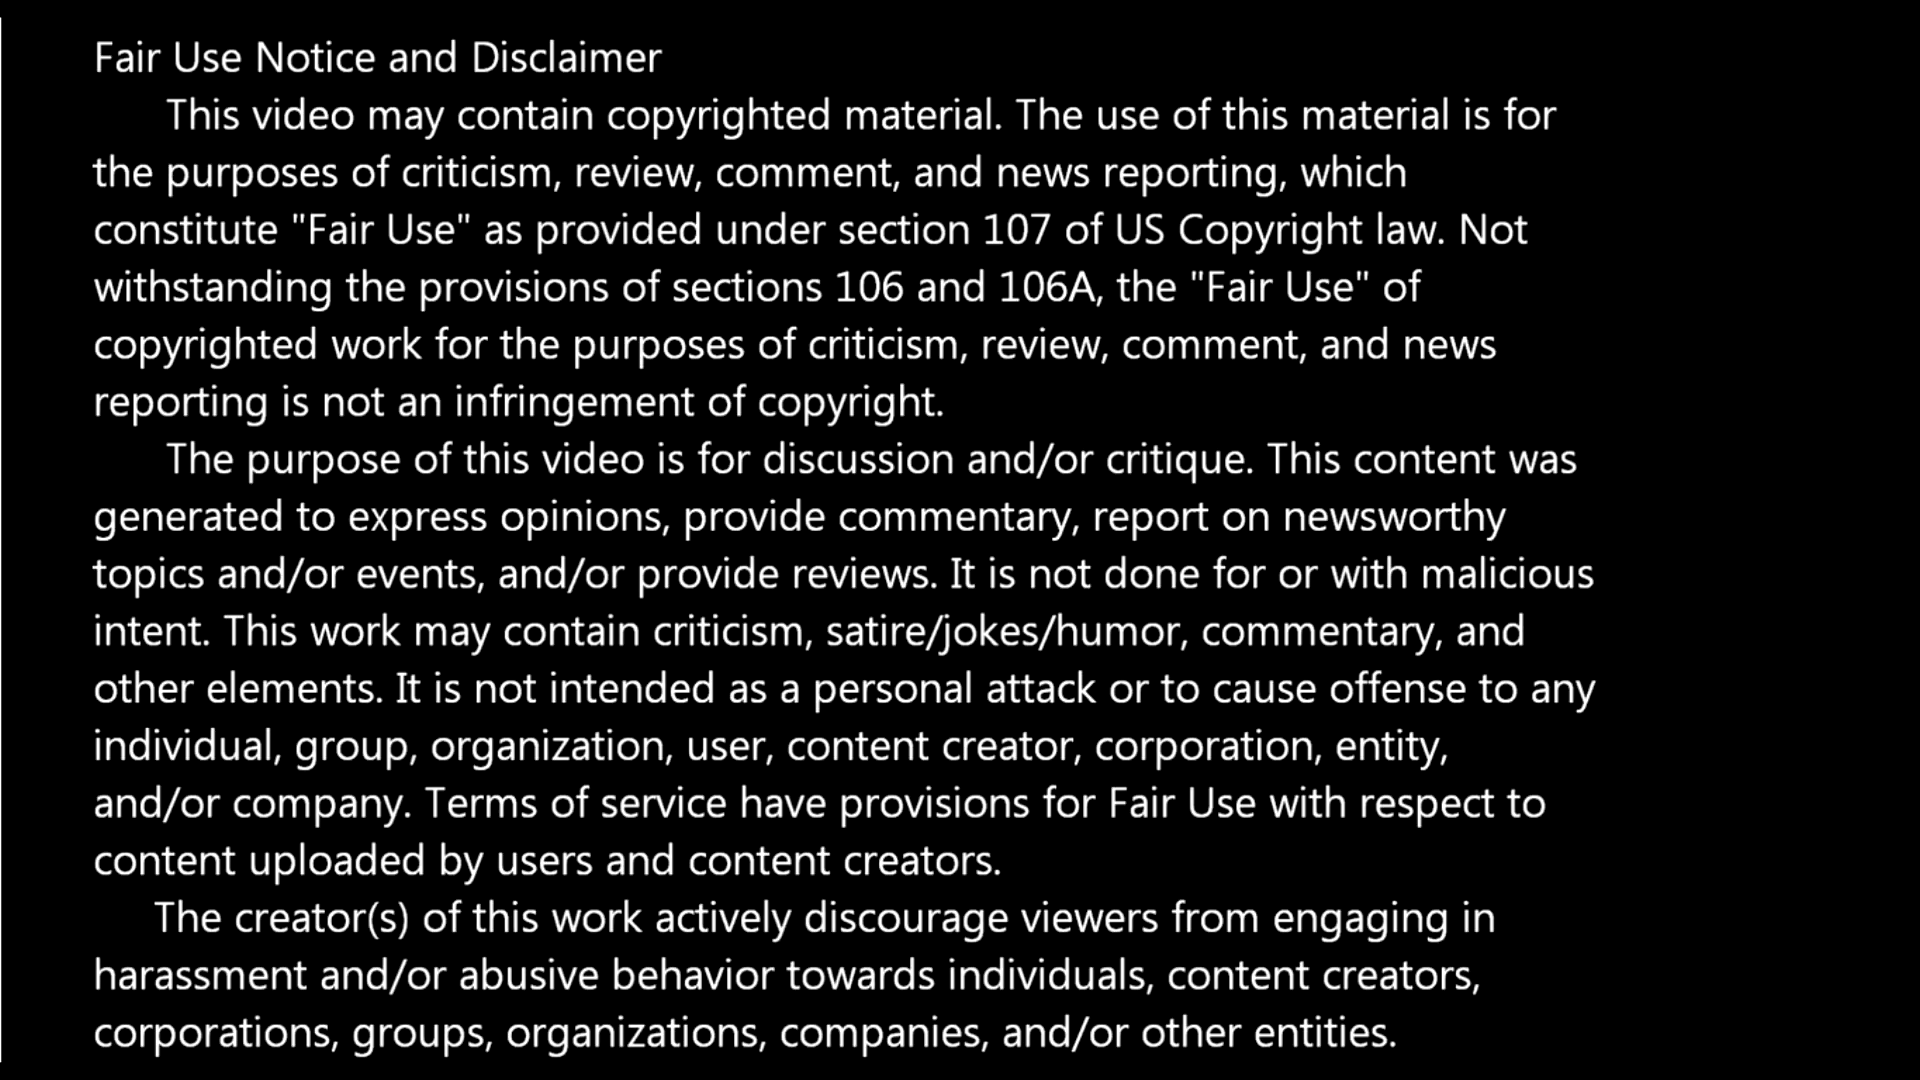 Fair Use Notice and Disclaimer
This video may contain copyrighted material. The use of this material is for
the purposes of criticism, review, comment, and news reporting, which
constitute "Fair Use" as provided under section 107 of US Copyright law. Not
withstanding the provisions of sections 106 and 106A, the "Fair Use" of
copyrighted work for the purposes of criticism, review, comment, and news
reporting is not an infringement of copyright.
The purpose of this video is for discussion and/or critique. This content was
generated to express opinions, provide commentary, report on newsworthy
topics and/or events, and/or provide reviews. It is not done for or with malicious
intent. This work may contain criticism, satire/jokes/humor, commentary, and
other elements. It is not intended as a personal attack or to cause offense to any
individual, group, organization, user, content creator, corporation, entity,
and/or company. Terms of service have provisions for Fair Use with respect to
content uploaded by users and content creators.
The creator(s) of this work actively discourage viewers from engaging in
harassment and/or abusive behavior towards individuals, content creators,
corporations, groups, organizations, companies, and/or other entities.